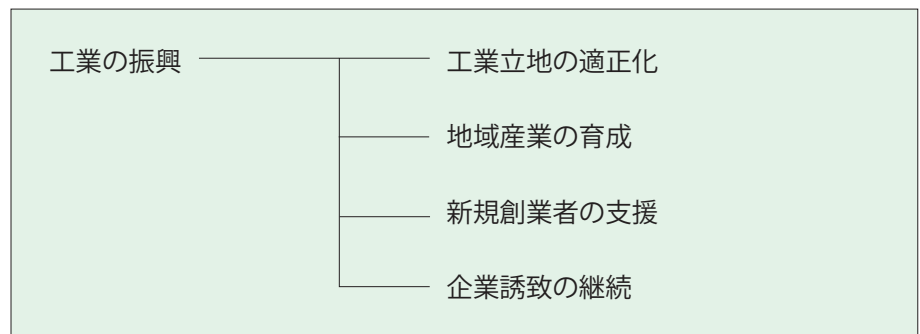 工業の振興
工業立地の適正化
地域産業の育成
新規創業者の支援
企業誘致の継続